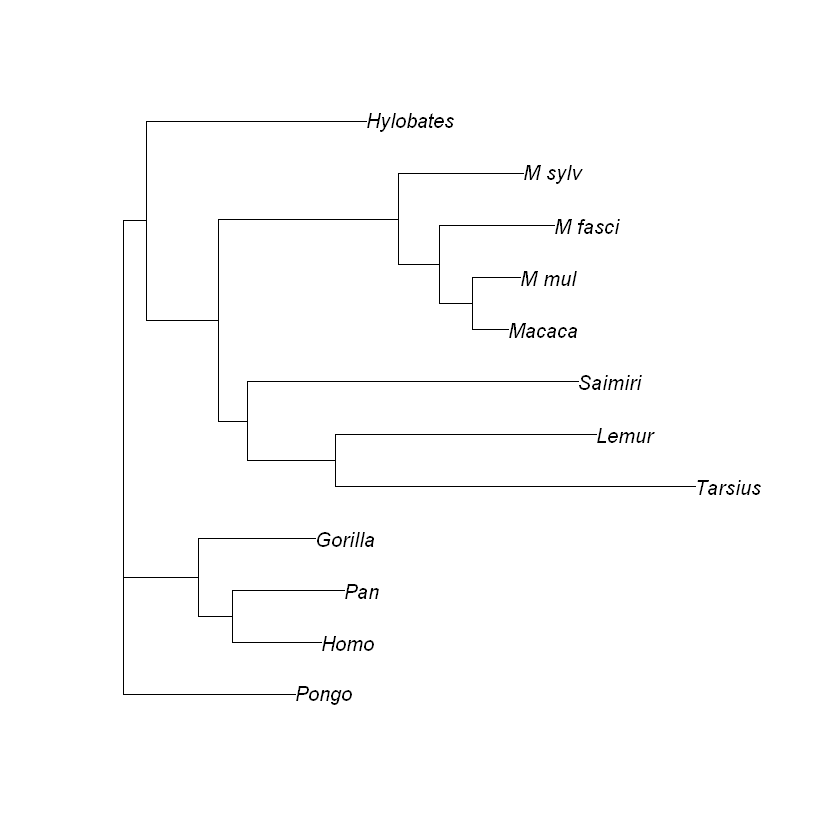 Hylobates
M sylv
M fasci
M mul
Macaca
Saimiri
Lemur
Tarsius
Gorilla
Pan
Homo
Pongo